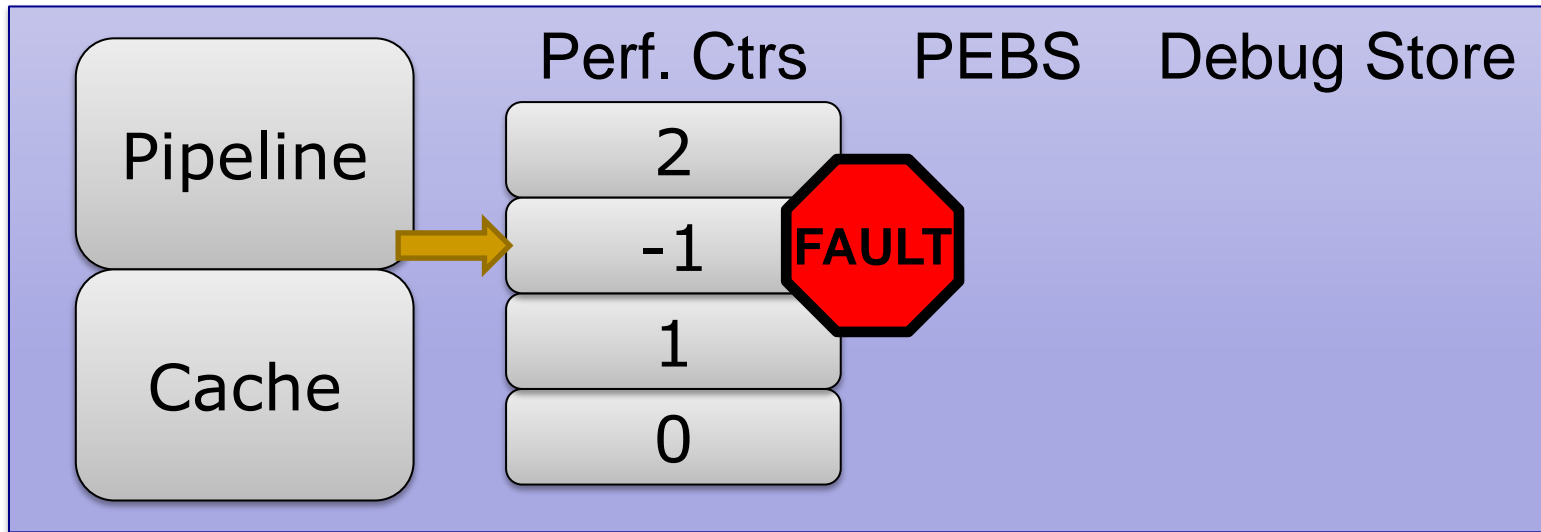 Perf. Ctrs PEBS Debug Store
Pipeline
Cache
2
-1
1
0
FAULT